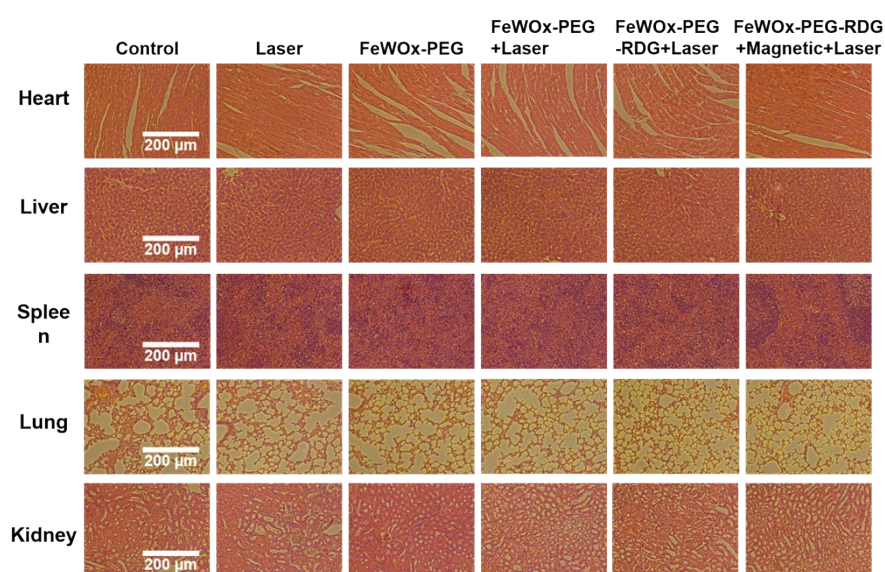 Control
Laser
FeWOx-PEG
FeWOx-PEG
+Laser
FeWOx-PEG
-RDG+Laser
FeWOx-PEG-RDG
+Magnetic+Laser
Heart
200 μm
Liver
200 μm
Splee
n
200 μm
Lung
200 μm
Kidney
200 μm